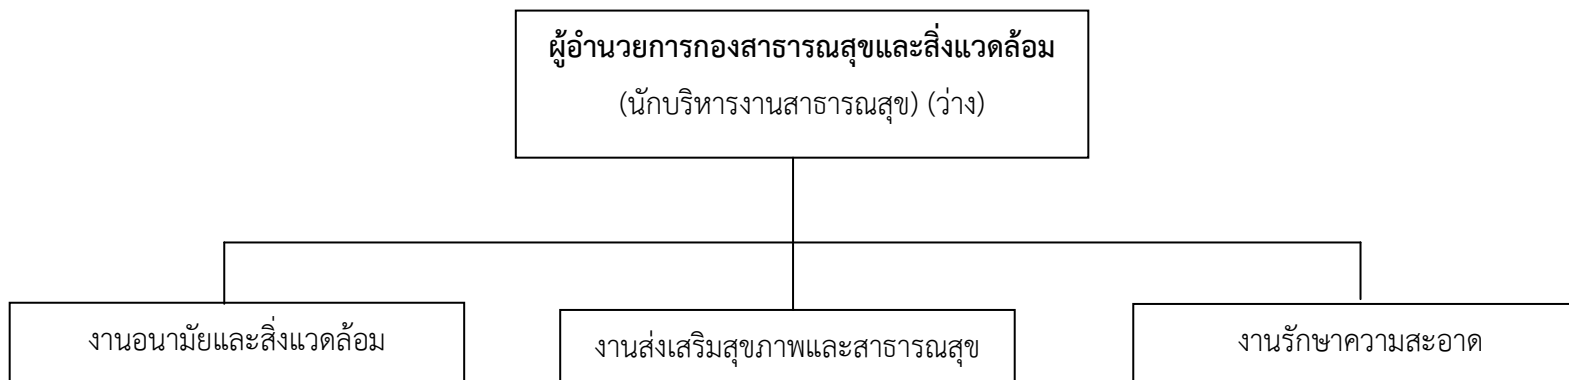 ผู้อำนวยการกองสาธารณสุขและสิ่งแวดล้อม
(นักบริหารงานสาธารณสุข) (ว่าง)
งานอนามัยและสิ่งแวดล้อม
งานส่งเสริมสุขภาพและสาธารณสุข
งานรักษาความสะอาด